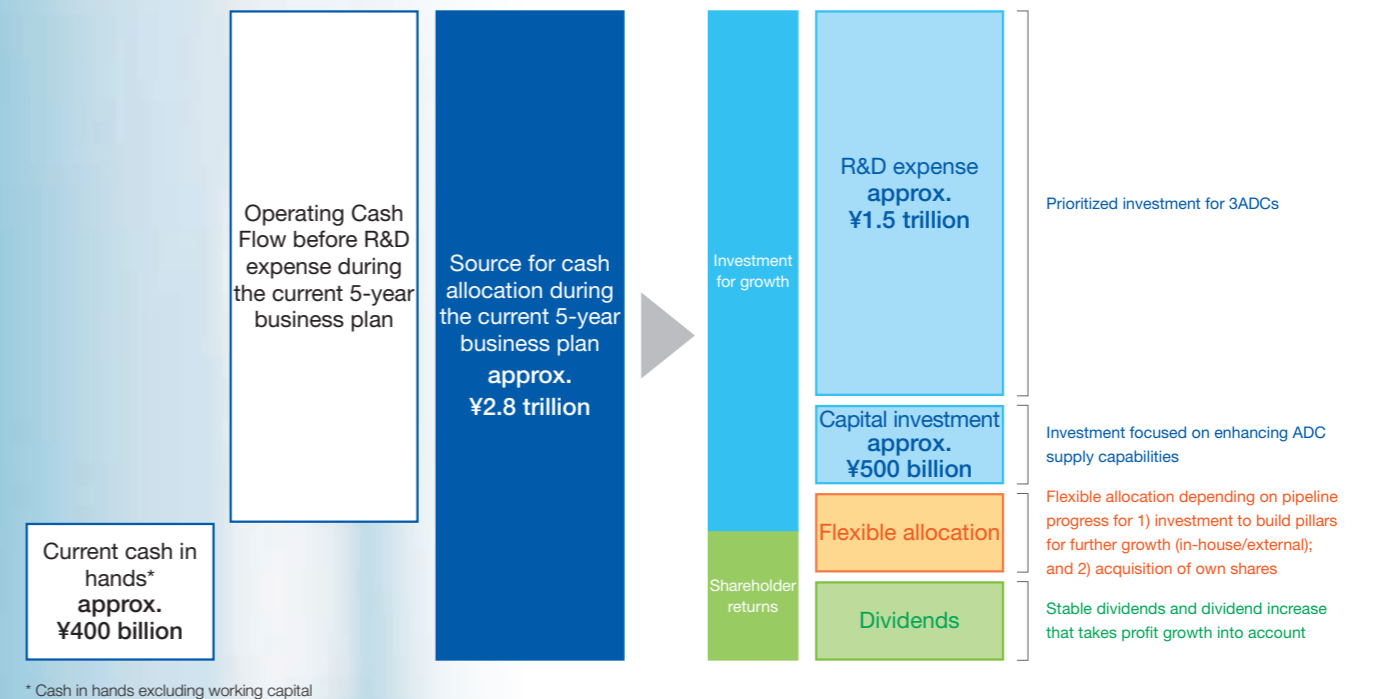 Current cash in
hands*
approx.
¥400 billion
Operating Cash
Flow before R&D
expense during
the current 5-year
business plan
Source for cash
allocation during
the current 5-year
business plan
approx.
¥2.8 trillion
Investment
for growth
Shareholder
returns
R&D expense
approx.
¥1.5 trillion
Prioritized investment for 3ADCs
Capital investment
approx.
¥500 billion
Investment focused on enhancing ADC
supply capabilities
Flexible allocation
Flexible allocation depending on pipeline
progress for 1) investment to build pillars
for further growth (in-house/external);
and 2) acquisition of own shares
Dividends
Stable dividends and dividend increase
that takes profit growth into account
* Cash in hands excluding working capital